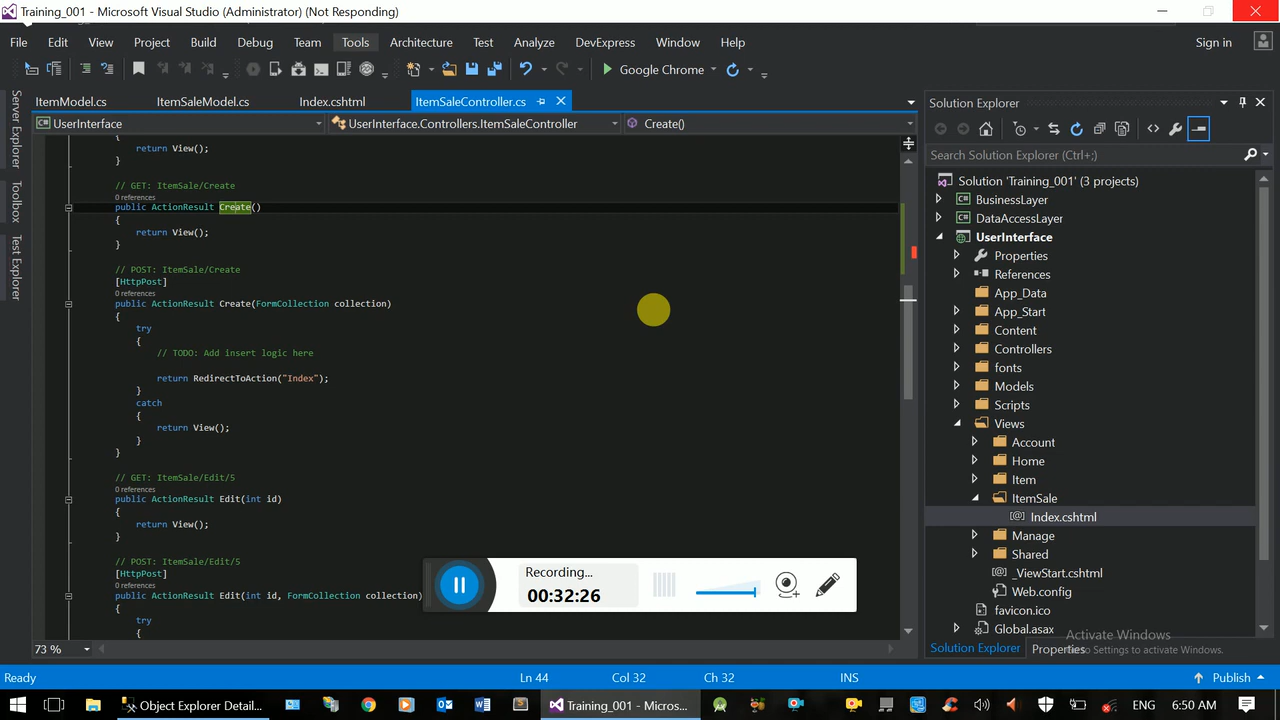 Training_001 - Microsoft Visual Studio (Administrator) (Not Responding)
File Edit View Project Build Debug Team Tools Architecture Test Analyze DevExpress Window Help Sign in
Google Chrome
Server Explorer
Toolbox
Test Explorer
ItemModel.cs ItemSaleModel.cs Index.cshtml ItemSaleController.cs
UserInterface UserInterface.Controllers.ItemSaleController Create()
{
return View();
}
// GET: ItemSale/Create
0 references
public ActionResult Create()
{
return View();
}
// POST: ItemSale/Create
[HttpPost]
0 references
public ActionResult Create(FormCollection collection)
{
try
{
// TODO: Add insert logic here
return RedirectToAction("Index");
}
catch
{
return View();
}
}
// GET: ItemSale/Edit/5
0 references
public ActionResult Edit(int id)
{
return View();
}
// POST: ItemSale/Edit/5
[HttpPost]
0 references
public ActionResult Edit(int id, FormCollection collection)
{
try
{
73 %
Recording...
00:32:26
Solution Explorer
Search Solution Explorer (Ctrl+;)
Solution 'Training_001' (3 projects)
BusinessLayer
DataAccessLayer
UserInterface
Properties
References
App_Data
App_Start
Content
Controllers
fonts
Models
Scripts
Views
Account
Home
Item
ItemSale
Index.cshtml
Manage
Shared
_ViewStart.cshtml
Web.config
favicon.ico
Global.asax
Solution Explorer Properties
Activate Windows
to Settings to activate Windows.
Ready Ln 44 Col 32 Ch 32 INS Publish
Object Explorer Detail... Training_001 - Micros... 6:50 AM